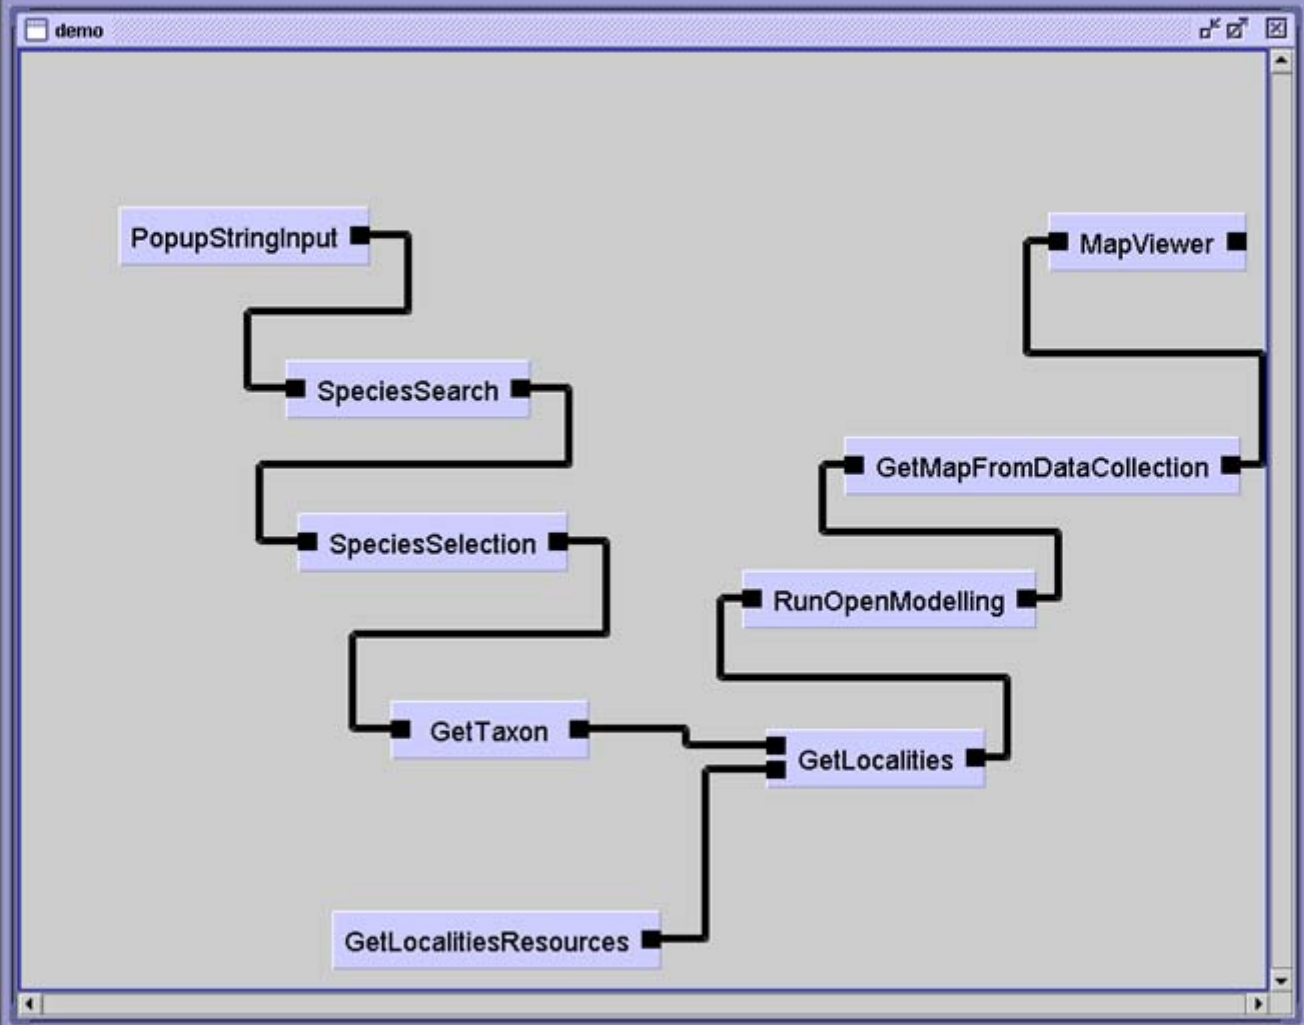 demo
PopupStringInput
MapViewer
SpeciesSearch
GetMapFromDataCollection
SpeciesSelection
RunOpenModelling
GetTaxon
GetLocalities
GetLocalitiesResources